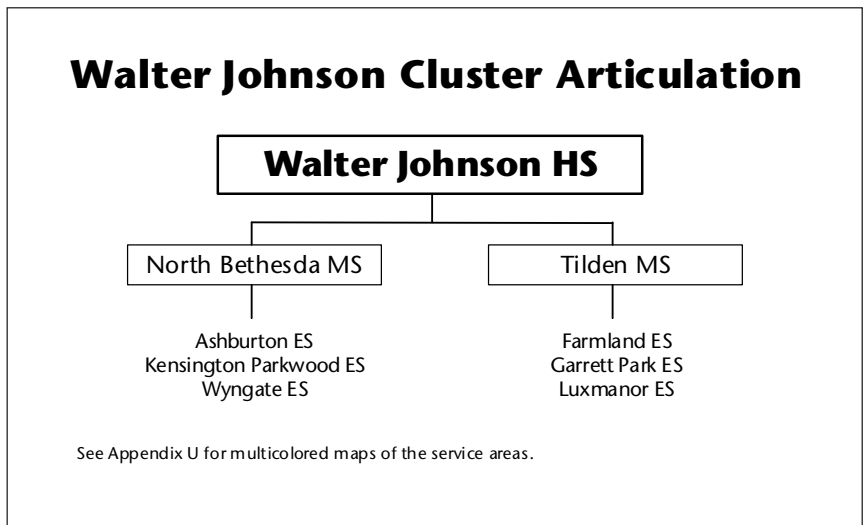 Walter Johnson Cluster Articulation
Walter Johnson HS
North Bethesda MS
Tilden MS
Ashburton ES
Kensington Parkwood ES
Wyngate ES
Farmland ES
Garrett Park ES
Luxmanor ES
See Appendix U for multicolored maps of the service areas.